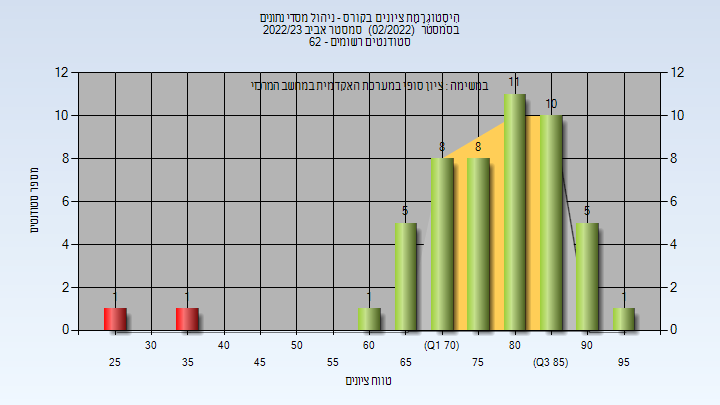 היסטוגרמת ציונים בקורס - ניהול מסדי נתונים
בסמסטר (02/2022) סמסטר אביב 2022/23
סטודנטים רשומים - 62
במשימה : ציון סופי במערכת האקדמית במחשב המרכזי
12 12
10 10
8 8
6 6
4 4
2 2
0 0
1 1 1 5 8 8 11 10 5 1
מספר סטודנטים
30 40 50 60 (Q1 70) 80 90
25 35 45 55 65 75 (Q3 85) 95
טווח ציונים